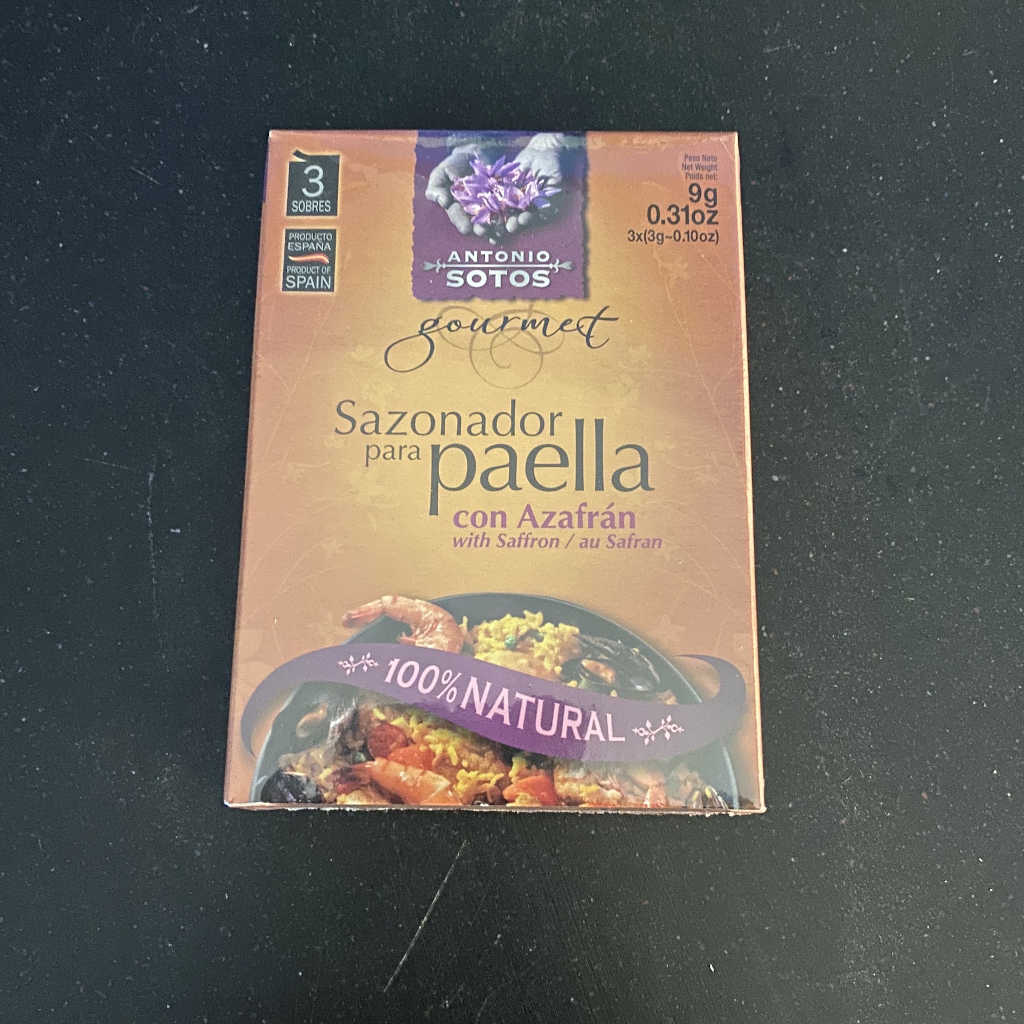 3
SOBRES
PRODUCTO
ESPAÑA
PRODUCT OF
SPAIN
ANTONIO
SOTOS
Peso Neto
Net Weight
Poids net:
9g
0.31oz
3x(3g-0.10oz)
gourmet
Sazonador
para paella
con Azafrán
with Saffron / au Safran
100% NATURAL